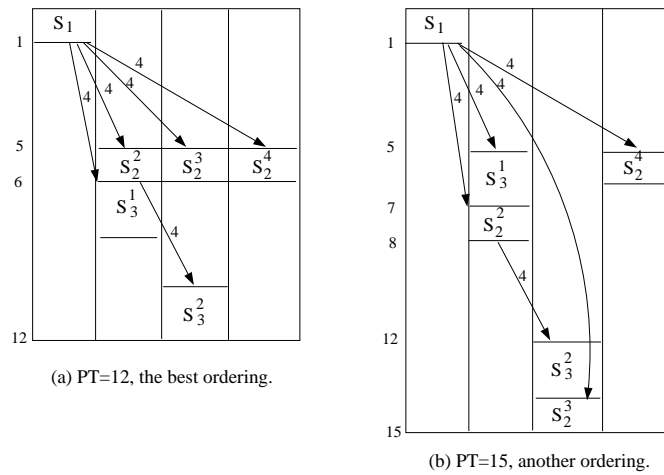 S1
1
4
4
4
4
5
S2^2
S2^3
S2^4
6
S3^1
4
S3^2
12
(a) PT=12, the best ordering.
S1
1
4
4
4
4
5
S3^1
S2^4
7
S2^2
8
4
12
S3^2
S2^3
15
(b) PT=15, another ordering.